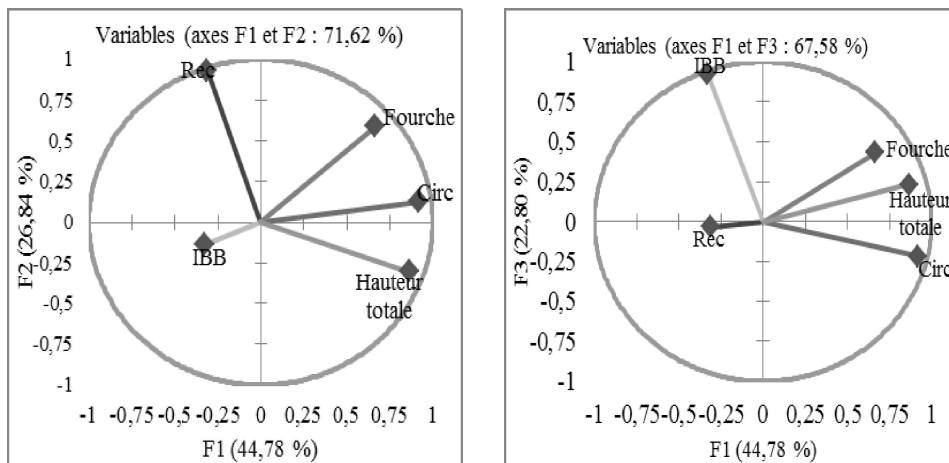 Variables (axes F1 et F2 : 71,62 %)
1
0,75
0,5
0,25
0
-0,25
-0,5
-0,75
-1
F2 (26,84 %)
Rec
Fourche
Circ
IBB
Hauteur
totale
-1 -0,75 -0,5 -0,25 0 0,25 0,5 0,75 1
F1 (44,78 %)
Variables (axes F1 et F3 : 67,58 %)
1
0,75
0,5
0,25
0
-0,25
-0,5
-0,75
-1
F3 (22,80 %)
IBB
Fourche
Hauteur
totale
Rec
Circ
-1 -0,75 -0,5 -0,25 0 0,25 0,5 0,75 1
F1 (44,78 %)